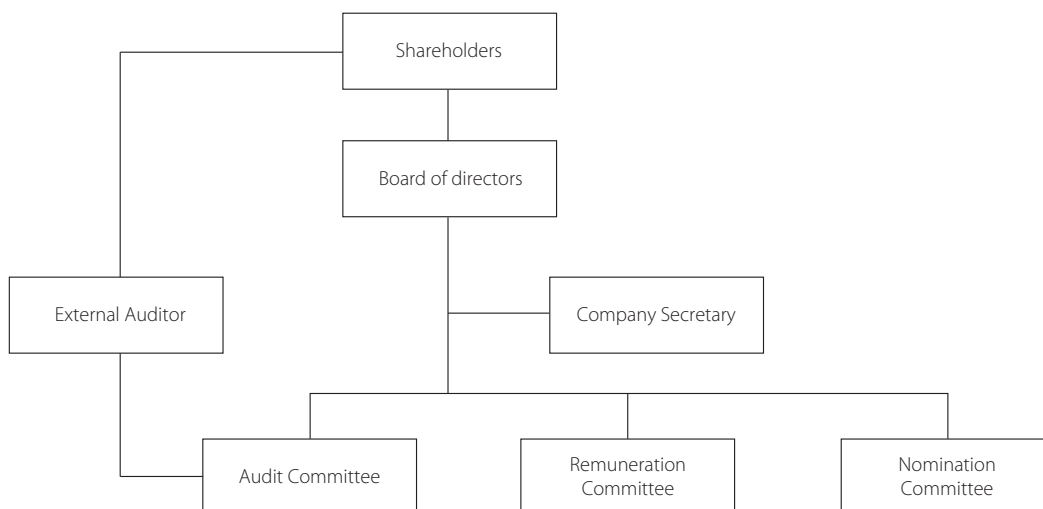 Shareholders
Board of directors
External Auditor
Company Secretary
Audit Committee
Remuneration
Committee
Nomination
Committee